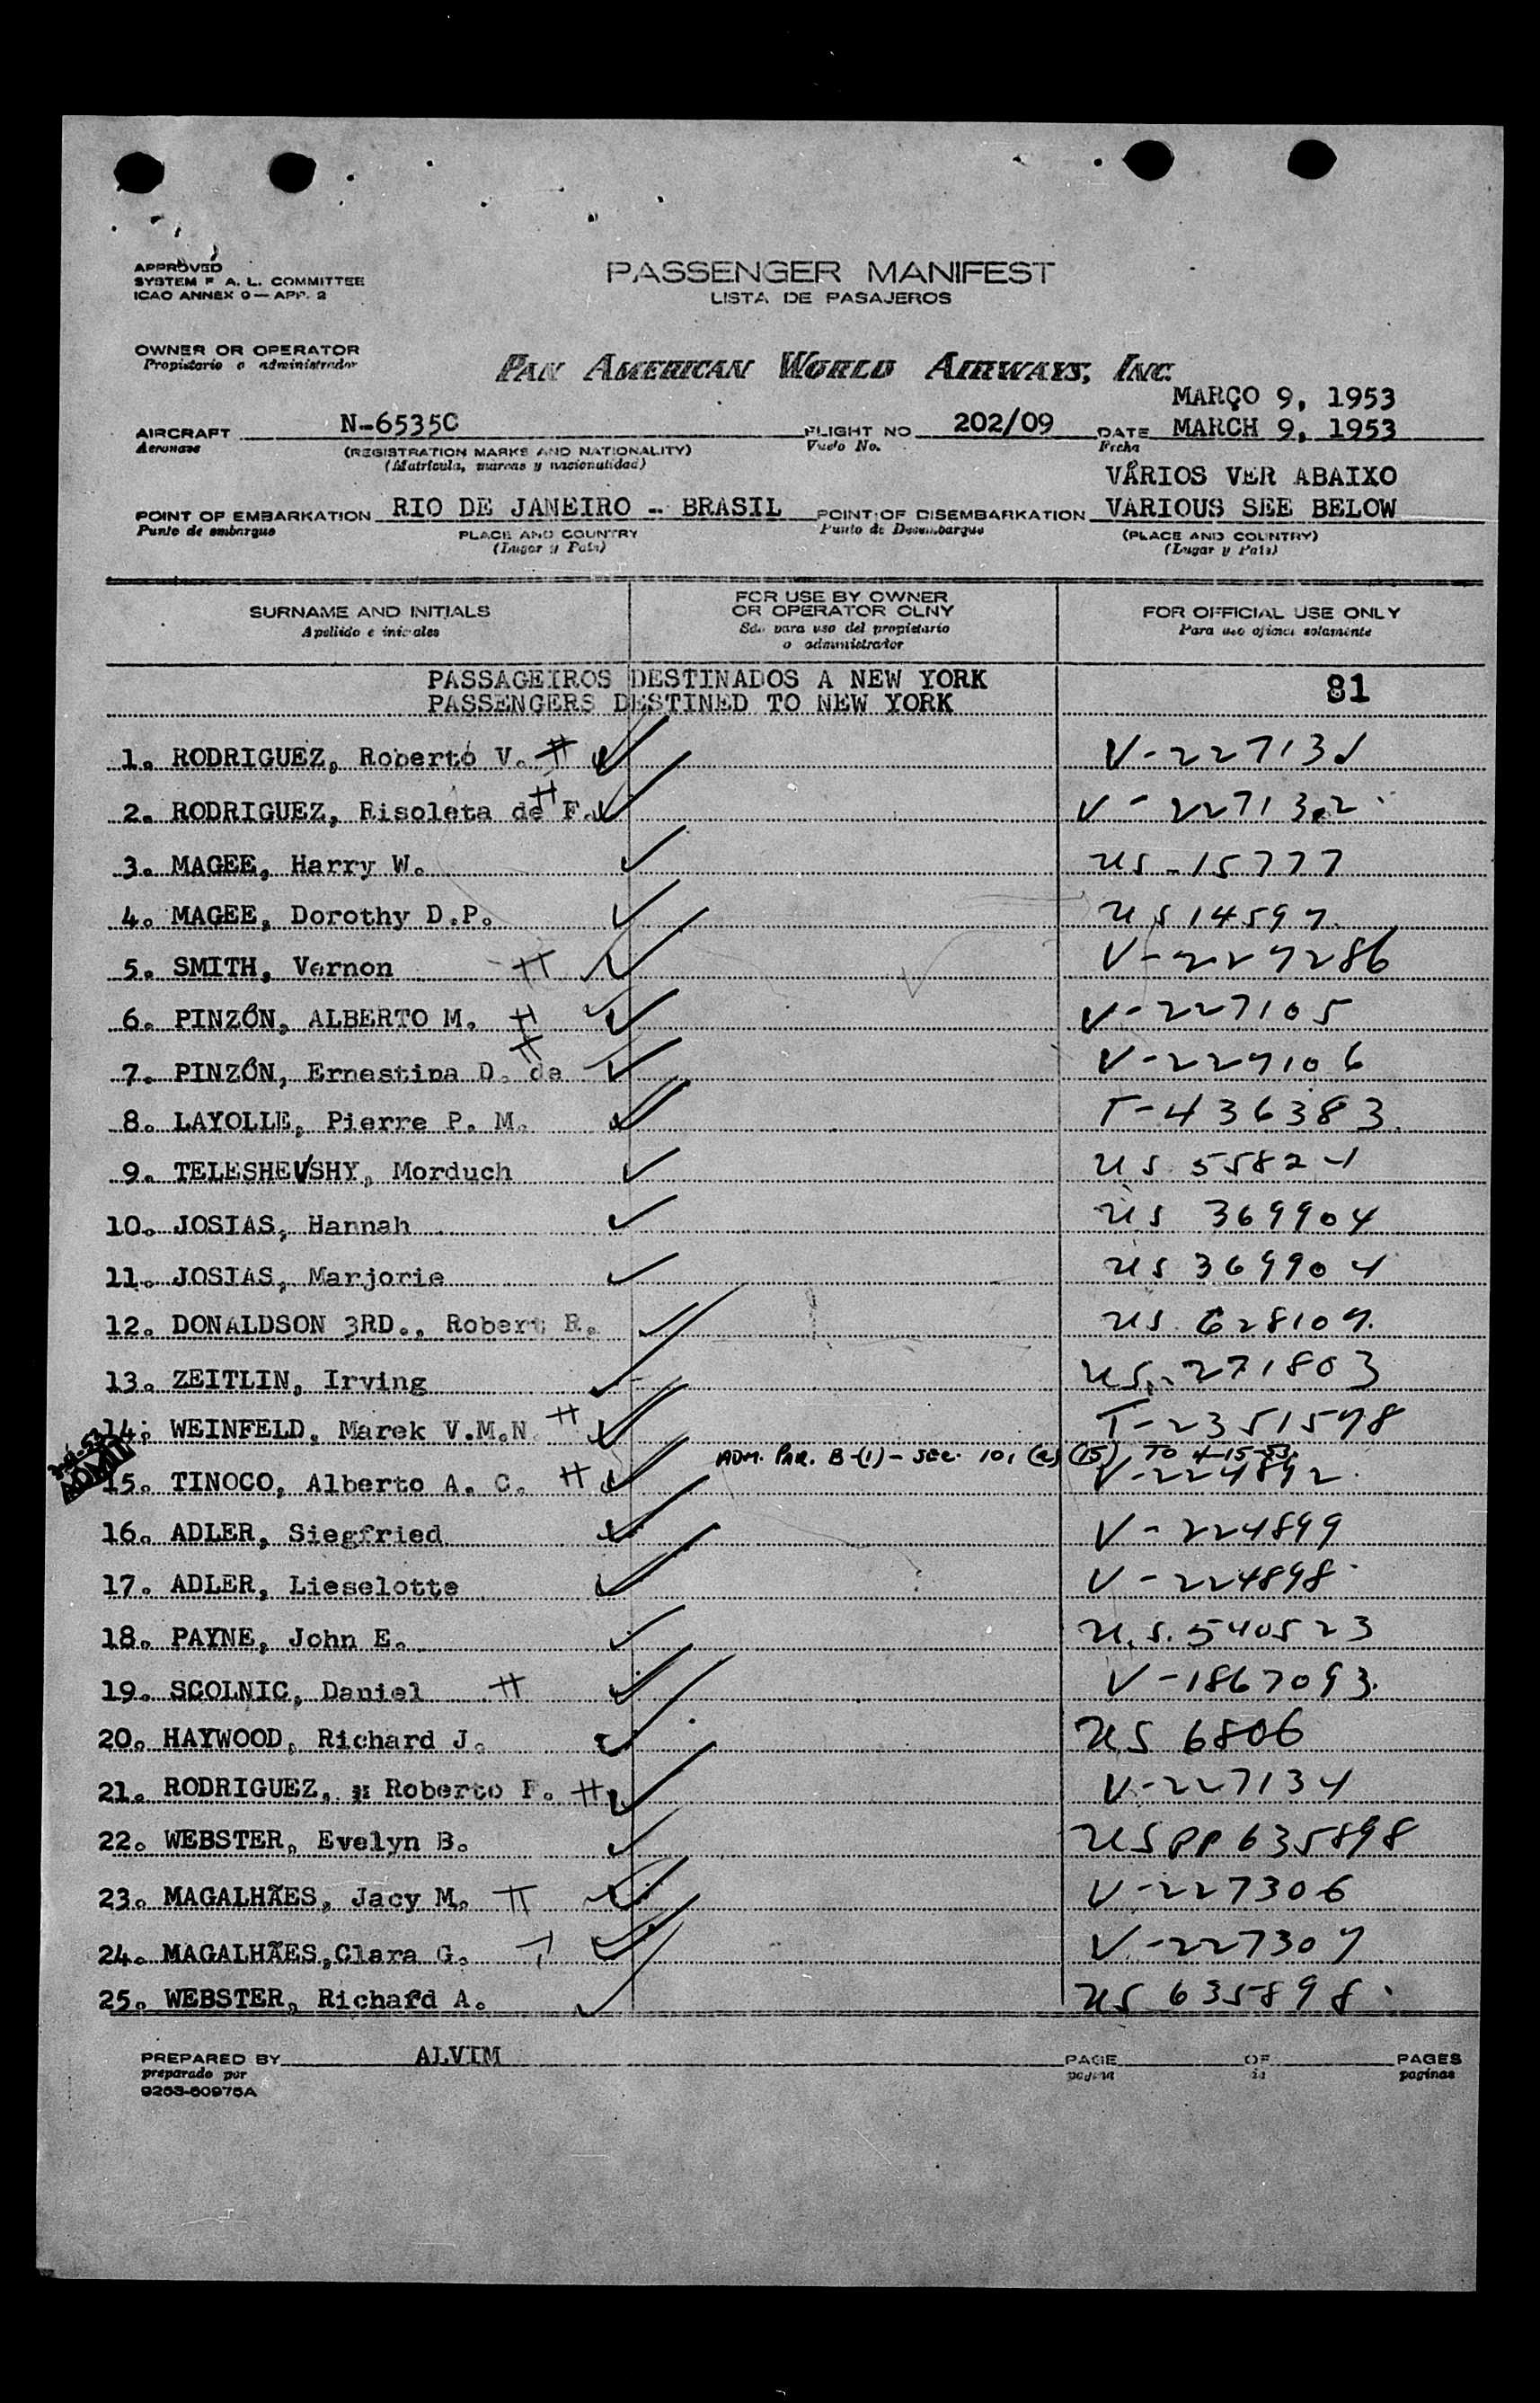 APPROVED
SYSTEM F. A. L. COMMITTEE
ICAO ANNEX 9 — APP. 2
PASSENGER MANIFEST
LISTA DE PASAJEROS
OWNER OR OPERATOR
Propietario o administrador
PAN AMERICAN WORLD AIRWAYS, INC.
MARÇO 9, 1953
AIRCRAFT N-6535C FLIGHT NO 202/09 DATE MARCH 9, 1953
Aeronave (REGISTRATION MARKS AND NATIONALITY) Vuelo No. Fecha
(Matrícula, marcas y nacionalidad)
VÁRIOS VER ABAIXO
POINT OF EMBARKATION RIO DE JANEIRO - BRASIL POINT OF DISEMBARKATION VARIOUS SEE BELOW
Punto de embarque PLACE AND COUNTRY Punto de Desembarque (PLACE AND COUNTRY)
(Lugar y País) (Lugar y País)
SURNAME AND INITIALS
Apellido e iniciales
FOR USE BY OWNER
OR OPERATOR ONLY
Solo para uso del propietario
o administrador
FOR OFFICIAL USE ONLY
Para uso oficial solamente
PASSAGEIROS DESTINADOS A NEW YORK
PASSENGERS DESTINED TO NEW YORK 81
1. RODRIGUEZ, Roberto V. V-22713
2. RODRIGUEZ, Risoleta de F. V-227132
3. MAGEE, Harry W. US-15777
4. MAGEE, Dorothy D.P. US 14597
5. SMITH, Vernon V-227286
6. PINZÓN, ALBERTO M. V-227105
7. PINZÓN, Ernestina D. de V-227106
8. LAYOLLE, Pierre P. M. T-436383
9. TELESHEVSHY, Morduch US 55824
10. JOSIAS, Hannah US 369904
11. JOSIAS, Marjorie US 369904
12. DONALDSON 3RD., Robert R. US 628107
13. ZEITLIN, Irving US 271803
14. WEINFELD, Marek V.M.N. T-2351578
ADMIT
ADM. PAR. B-(1)- SEC. 101 (a) (15) TO 4-15-53.
15. TINOCO, Alberto A. C. V-224892
16. ADLER, Siegfried V-224899
17. ADLER, Lieselotte V-224898
18. PAYNE, John E. U.S. 540523
19. SCOLNIC, Daniel V-1867093
20. HAYWOOD, Richard J. US 6806
21. RODRIGUEZ, Roberto F. V-227134
22. WEBSTER, Evelyn B. US PP 635898
23. MAGALHÃES, Jacy M. V-227306
24. MAGALHÃES, Clara G. V-227307
25. WEBSTER, Richard A. US 635898
PREPARED BY ALVIM PAGE OF PAGES
preparado por pagina de paginas
9263-60975A